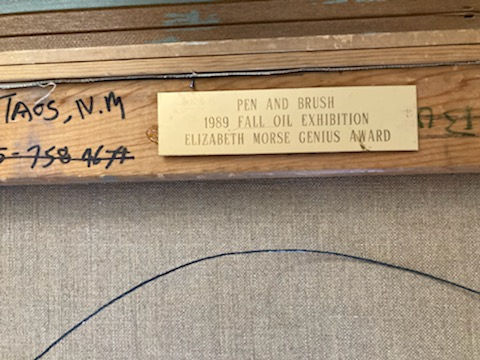 TAOS, N.M
PEN AND BRUSH
1989 FALL OIL EXHIBITION
ELIZABETH MORSE GENIUS AWARD